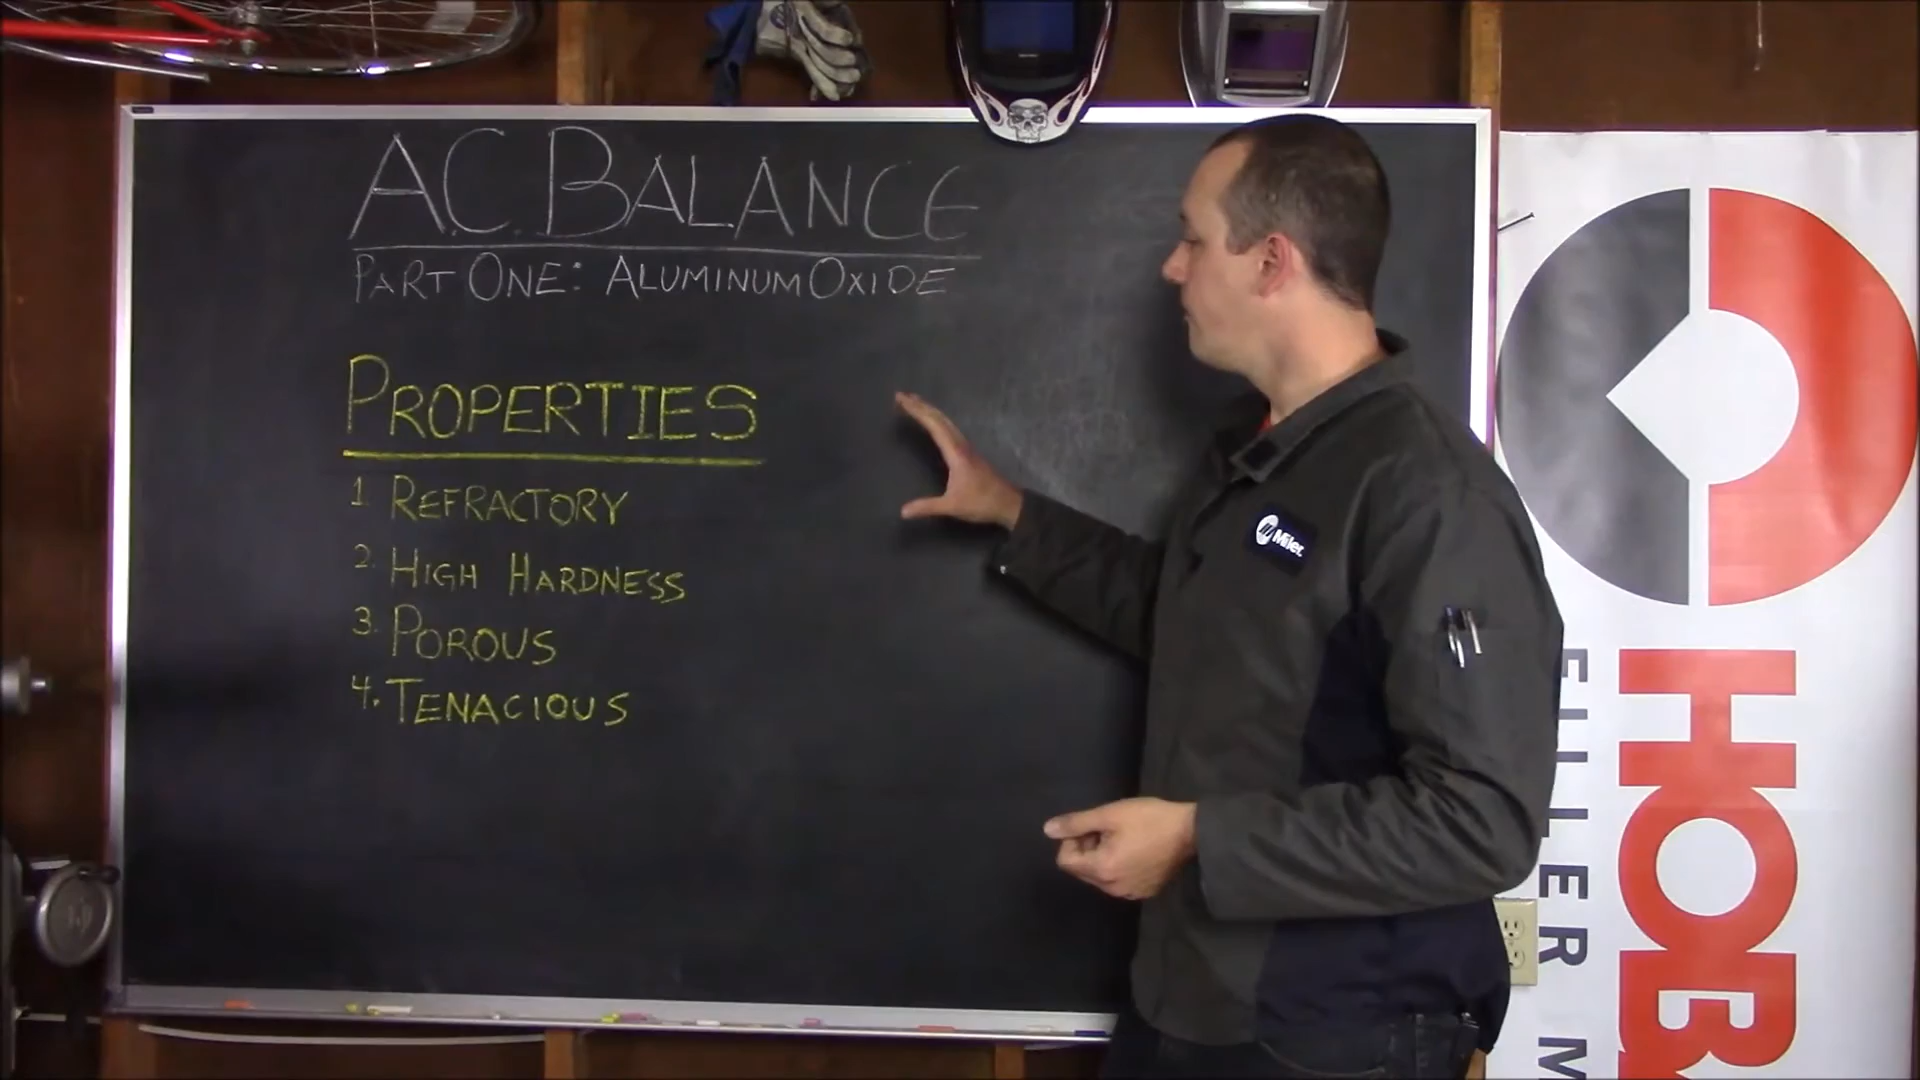 A.C. BALANCE
PART ONE: ALUMINUM OXIDE
PROPERTIES
1. REFRACTORY
2. HIGH HARDNESS
3. POROUS
4. TENACIOUS
Miller
HOB
FILLER M